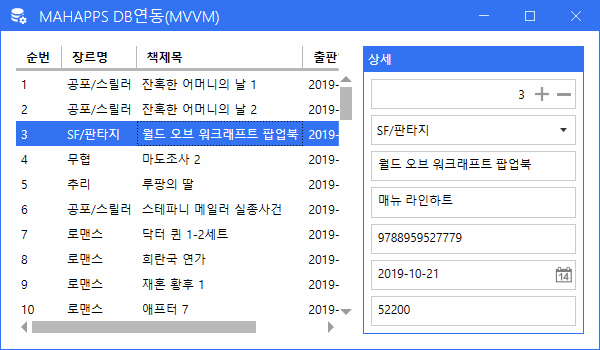 MAHAPPS DB연동(MVVM)
순번 장르명 책제목 출판
1 공포/스릴러 잔혹한 어머니의 날 1 2019-
2 공포/스릴러 잔혹한 어머니의 날 2 2019-
3 SF/판타지 월드 오브 워크래프트 팝업북 2019-
4 무협 마도조사 2 2019-
5 추리 루팡의 딸 2019-
6 공포/스릴러 스테파니 메일러 실종사건 2019-
7 로맨스 닥터 퀸 1-2세트 2019-
8 로맨스 희란국 연가 2019-
9 로맨스 재혼 황후 1 2019-
10 로맨스 애프터 7 2019-
상세
3
SF/판타지
월드 오브 워크래프트 팝업북
매뉴 라인하트
9788959527779
2019-10-21
14
52200